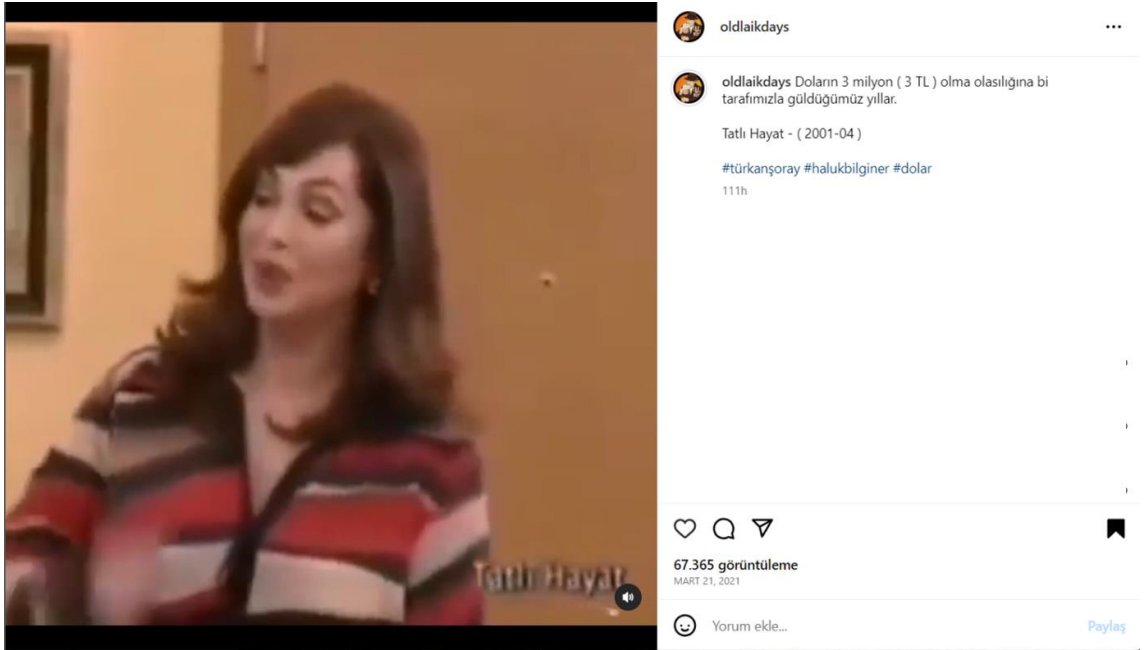 oldlaikdays
oldlaikdays Doların 3 milyon ( 3 TL ) olma olasılığına bi
tarafımızla güldüğümüz yıllar.
Tatlı Hayat - ( 2001-04 )
#türkanşoray #halukbilginer #dolar
111h
Tatlı Hayat
67.365 görüntüleme
MART 21, 2021
Yorum ekle...
Paylaş